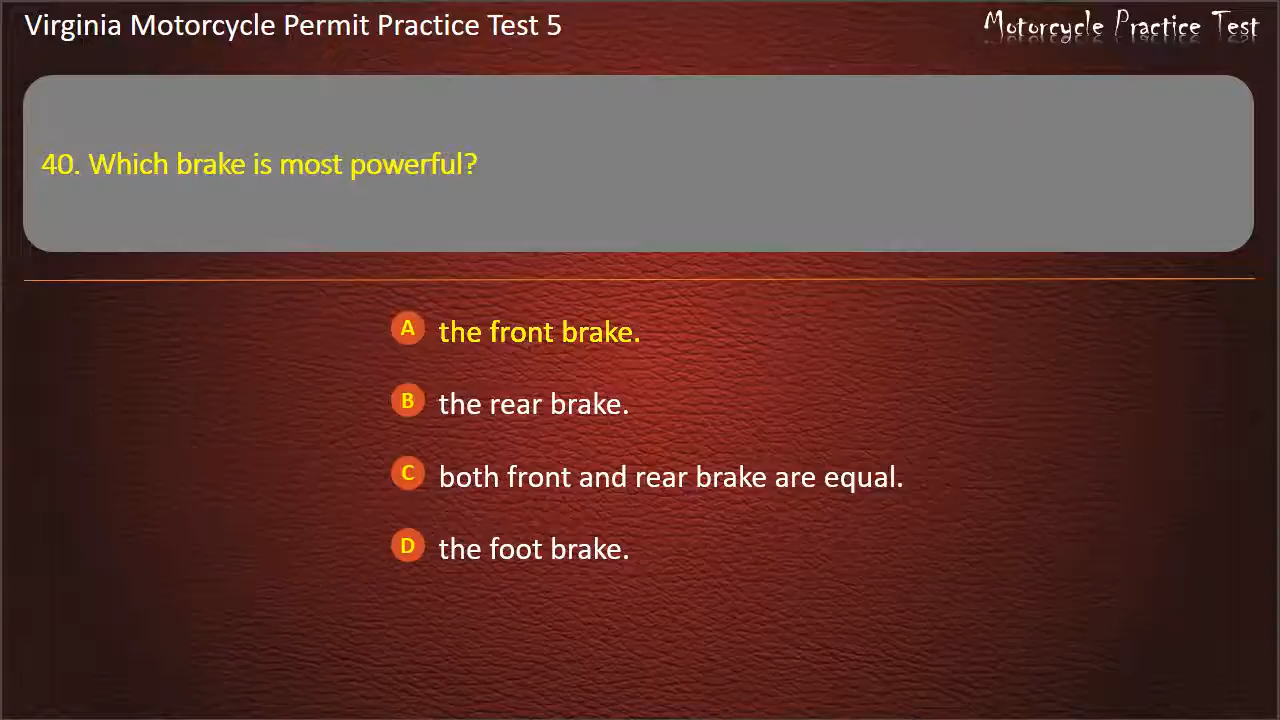 Virginia Motorcycle Permit Practice Test 5
Motorcycle Practice Test
40. Which brake is most powerful?
A the front brake.
B the rear brake.
C both front and rear brake are equal.
D the foot brake.